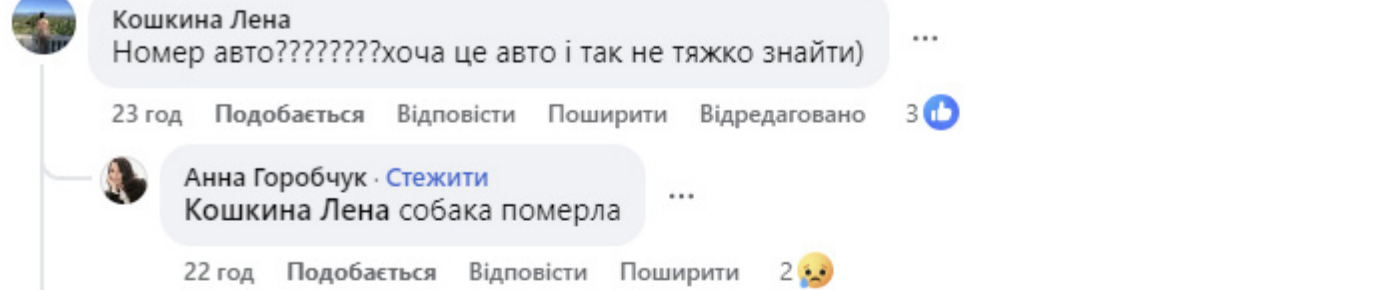 Кошкина Лена
Номер авто????????хоча це авто і так не тяжко знайти)
23 год Подобається Відповісти Поширити Відредаговано 3
Анна Горобчук · Стежити
Кошкина Лена собака померла
22 год Подобається Відповісти Поширити 2